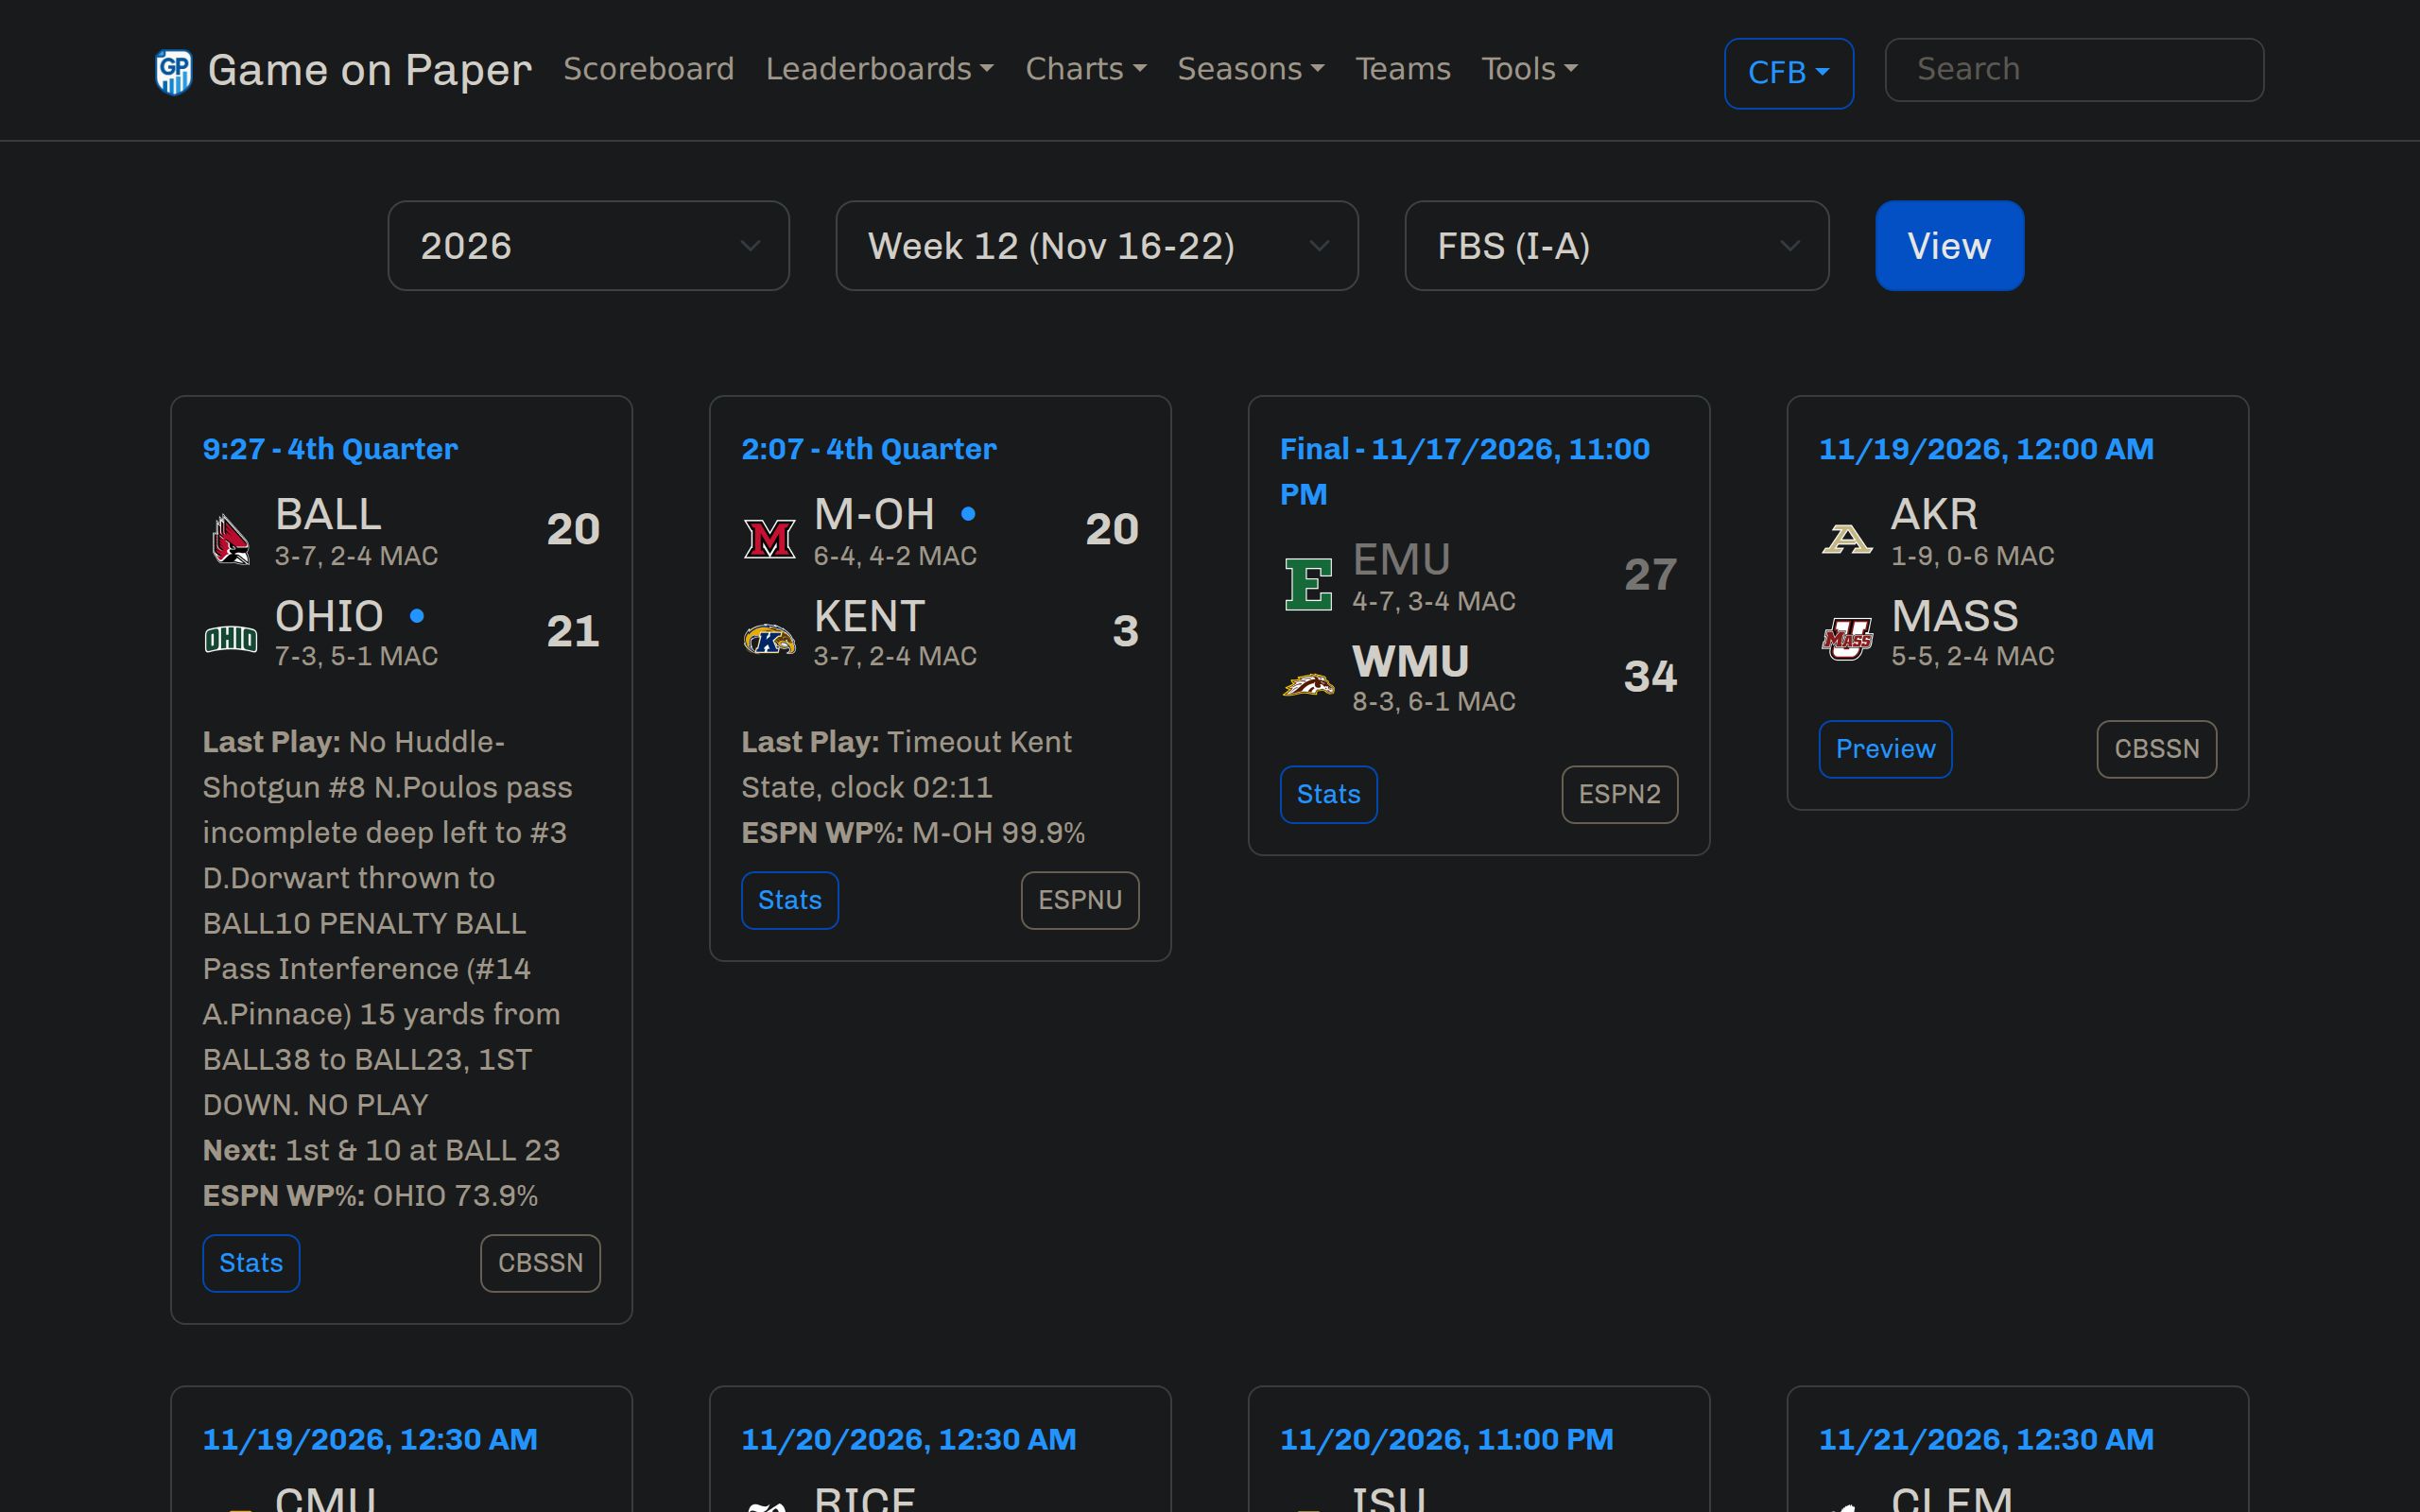 GP Game on Paper Scoreboard Leaderboards Charts Seasons Teams Tools CFB Search
2026 Week 12 (Nov 16-22) FBS (I-A) View
9:27 - 4th Quarter
BALL 20
3-7, 2-4 MAC
OHIO OHIO 21
7-3, 5-1 MAC
Last Play: No Huddle-
Shotgun #8 N.Poulos pass
incomplete deep left to #3
D.Dorwart thrown to
BALL10 PENALTY BALL
Pass Interference (#14
A.Pinnace) 15 yards from
BALL38 to BALL23, 1ST
DOWN. NO PLAY
Next: 1st & 10 at BALL 23
ESPN WP%: OHIO 73.9%
Stats CBSSN
2:07 - 4th Quarter
M M-OH 20
6-4, 4-2 MAC
K KENT 3
3-7, 2-4 MAC
Last Play: Timeout Kent
State, clock 02:11
ESPN WP%: M-OH 99.9%
Stats ESPNU
Final - 11/17/2026, 11:00
PM
E EMU 27
4-7, 3-4 MAC
WMU 34
8-3, 6-1 MAC
Stats ESPN2
11/19/2026, 12:00 AM
A AKR
1-9, 0-6 MAC
U MASS MASS
5-5, 2-4 MAC
Preview CBSSN
11/19/2026, 12:30 AM
CMU
11/20/2026, 12:30 AM
RICE
11/20/2026, 11:00 PM
ISU
11/21/2026, 12:30 AM
CLEM